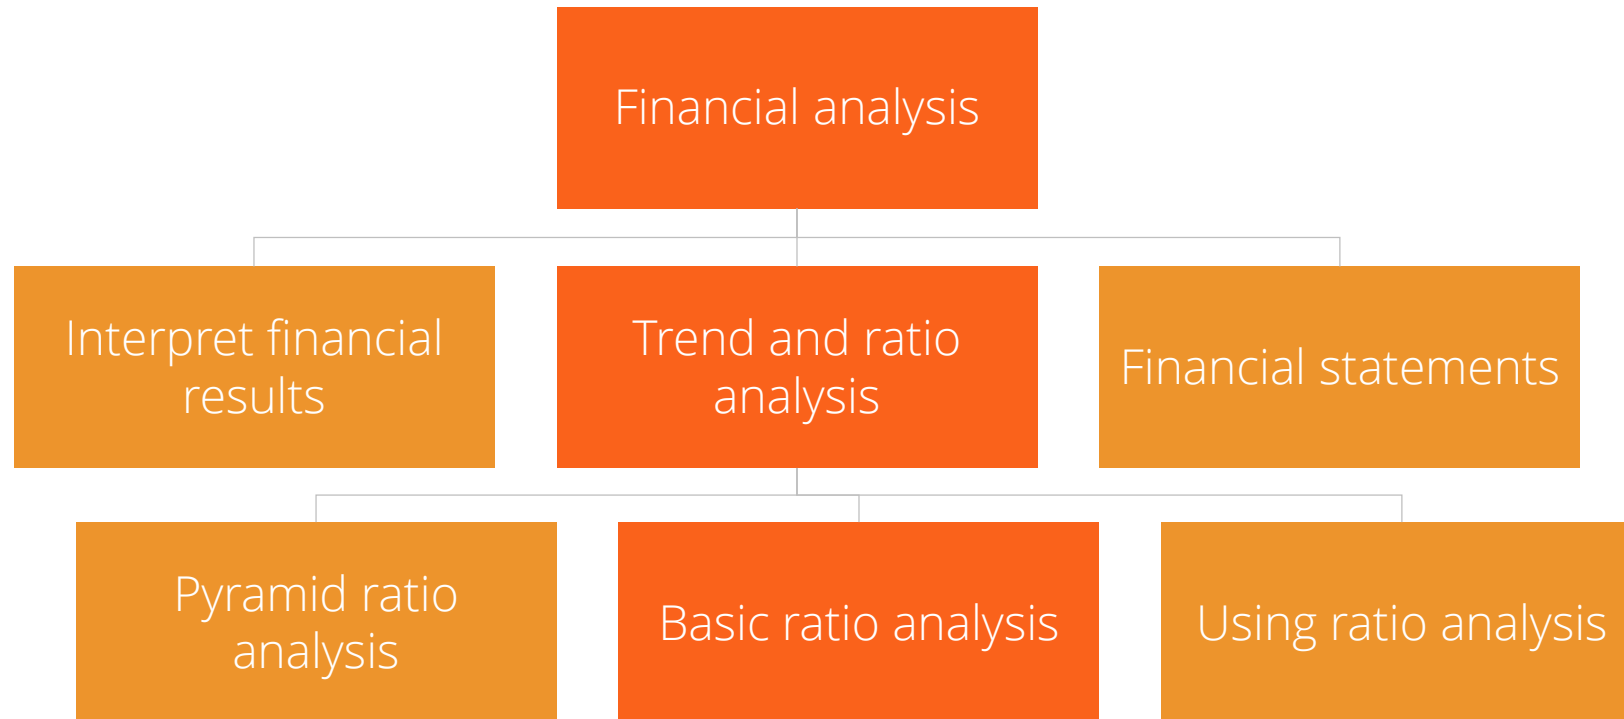 Financial analysis
Interpret financial
results
Trend and ratio
analysis
Financial statements
Pyramid ratio
analysis
Basic ratio analysis
Using ratio analysis